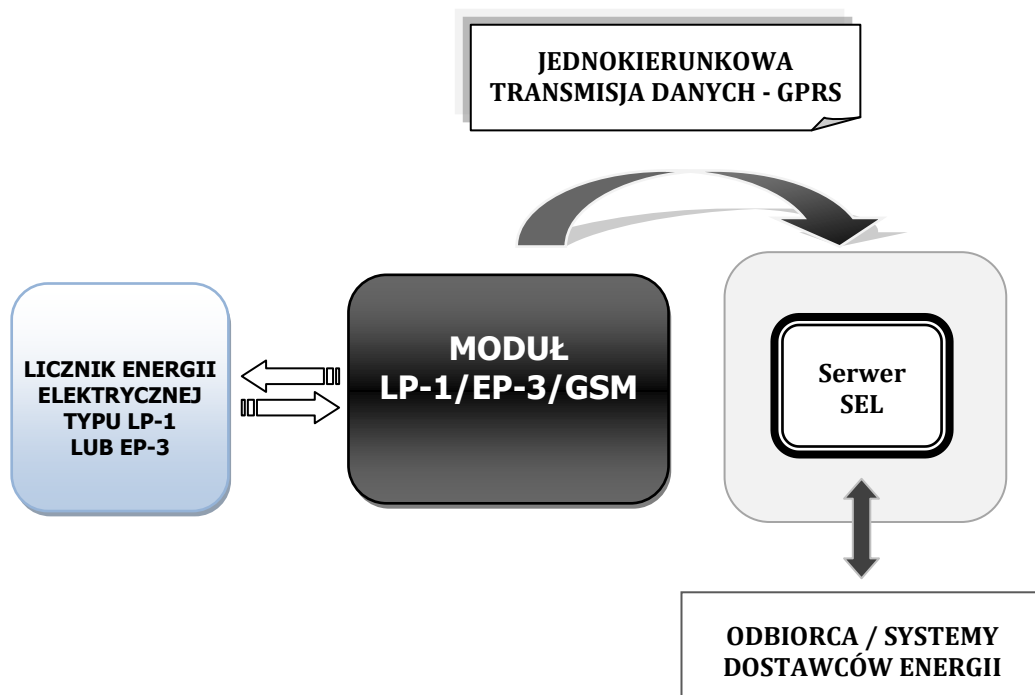 JEDNOKIERUNKOWA
TRANSMISJA DANYCH - GPRS
LICZNIK ENERGII
ELEKTRYCZNEJ
TYPU LP-1
LUB EP-3
MODUŁ
LP-1/EP-3/GSM
Serwer
SEL
ODBIORCA / SYSTEMY
DOSTAWCÓW ENERGII